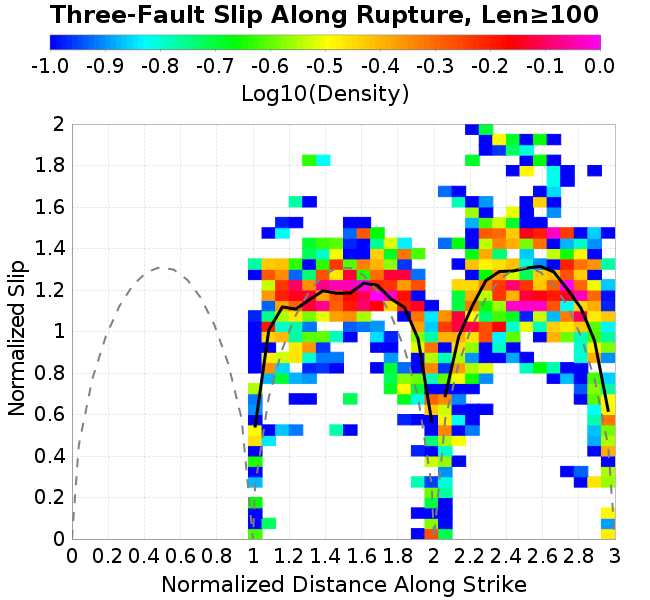 Three-Fault Slip Along Rupture, Len≥100
-1.0 -0.9 -0.8 -0.7 -0.6 -0.5 -0.4 -0.3 -0.2 -0.1 0.0
Log10(Density)
2
1.8
1.6
1.4
1.2
1
0.8
0.6
0.4
0.2
0
Normalized Slip
0 0.2 0.4 0.6 0.8 1 1.2 1.4 1.6 1.8 2 2.2 2.4 2.6 2.8 3
Normalized Distance Along Strike